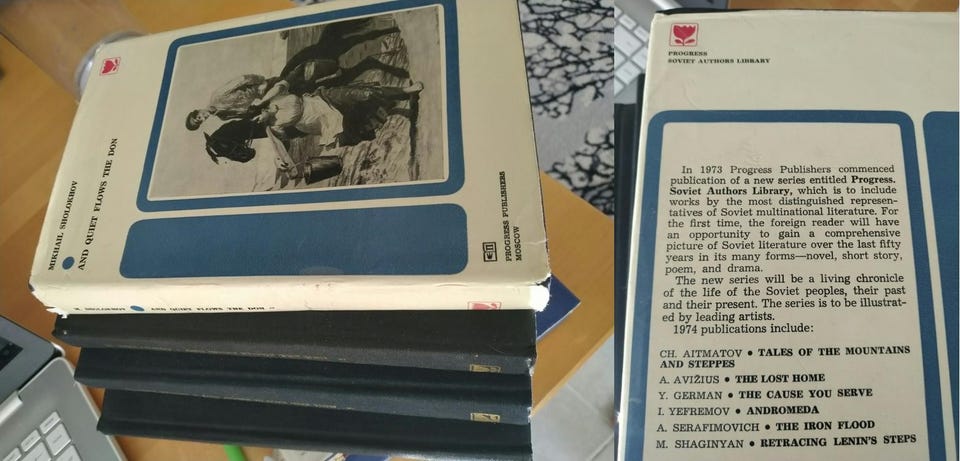 MIKHAIL SHOLOKHOV
AND QUIET FLOWS THE DON
PROGRESS PUBLISHERS
MOSCOW
AND QUIET FLOWS THE DON
PROGRESS
SOVIET AUTHORS LIBRARY
In 1973 Progress Publishers commenced
publication of a new series entitled Progress.
Soviet Authors Library, which is to include
works by the most distinguished represen-
tatives of Soviet multinational literature. For
the first time, the foreign reader will have
an opportunity to gain a comprehensive
picture of Soviet literature over the last fifty
years in its many forms—novel, short story,
poem, and drama.
The new series will be a living chronicle
of the life of the Soviet peoples, their past
and their present. The series is to be illustrat-
ed by leading artists.
1974 publications include:
CH. AITMATOV • TALES OF THE MOUNTAINS
AND STEPPES
A. AVIŽIUS • THE LOST HOME
Y. GERMAN • THE CAUSE YOU SERVE
I. YEFREMOV • ANDROMEDA
A. SERAFIMOVICH • THE IRON FLOOD
M. SHAGINYAN • RETRACING LENIN'S STEPS